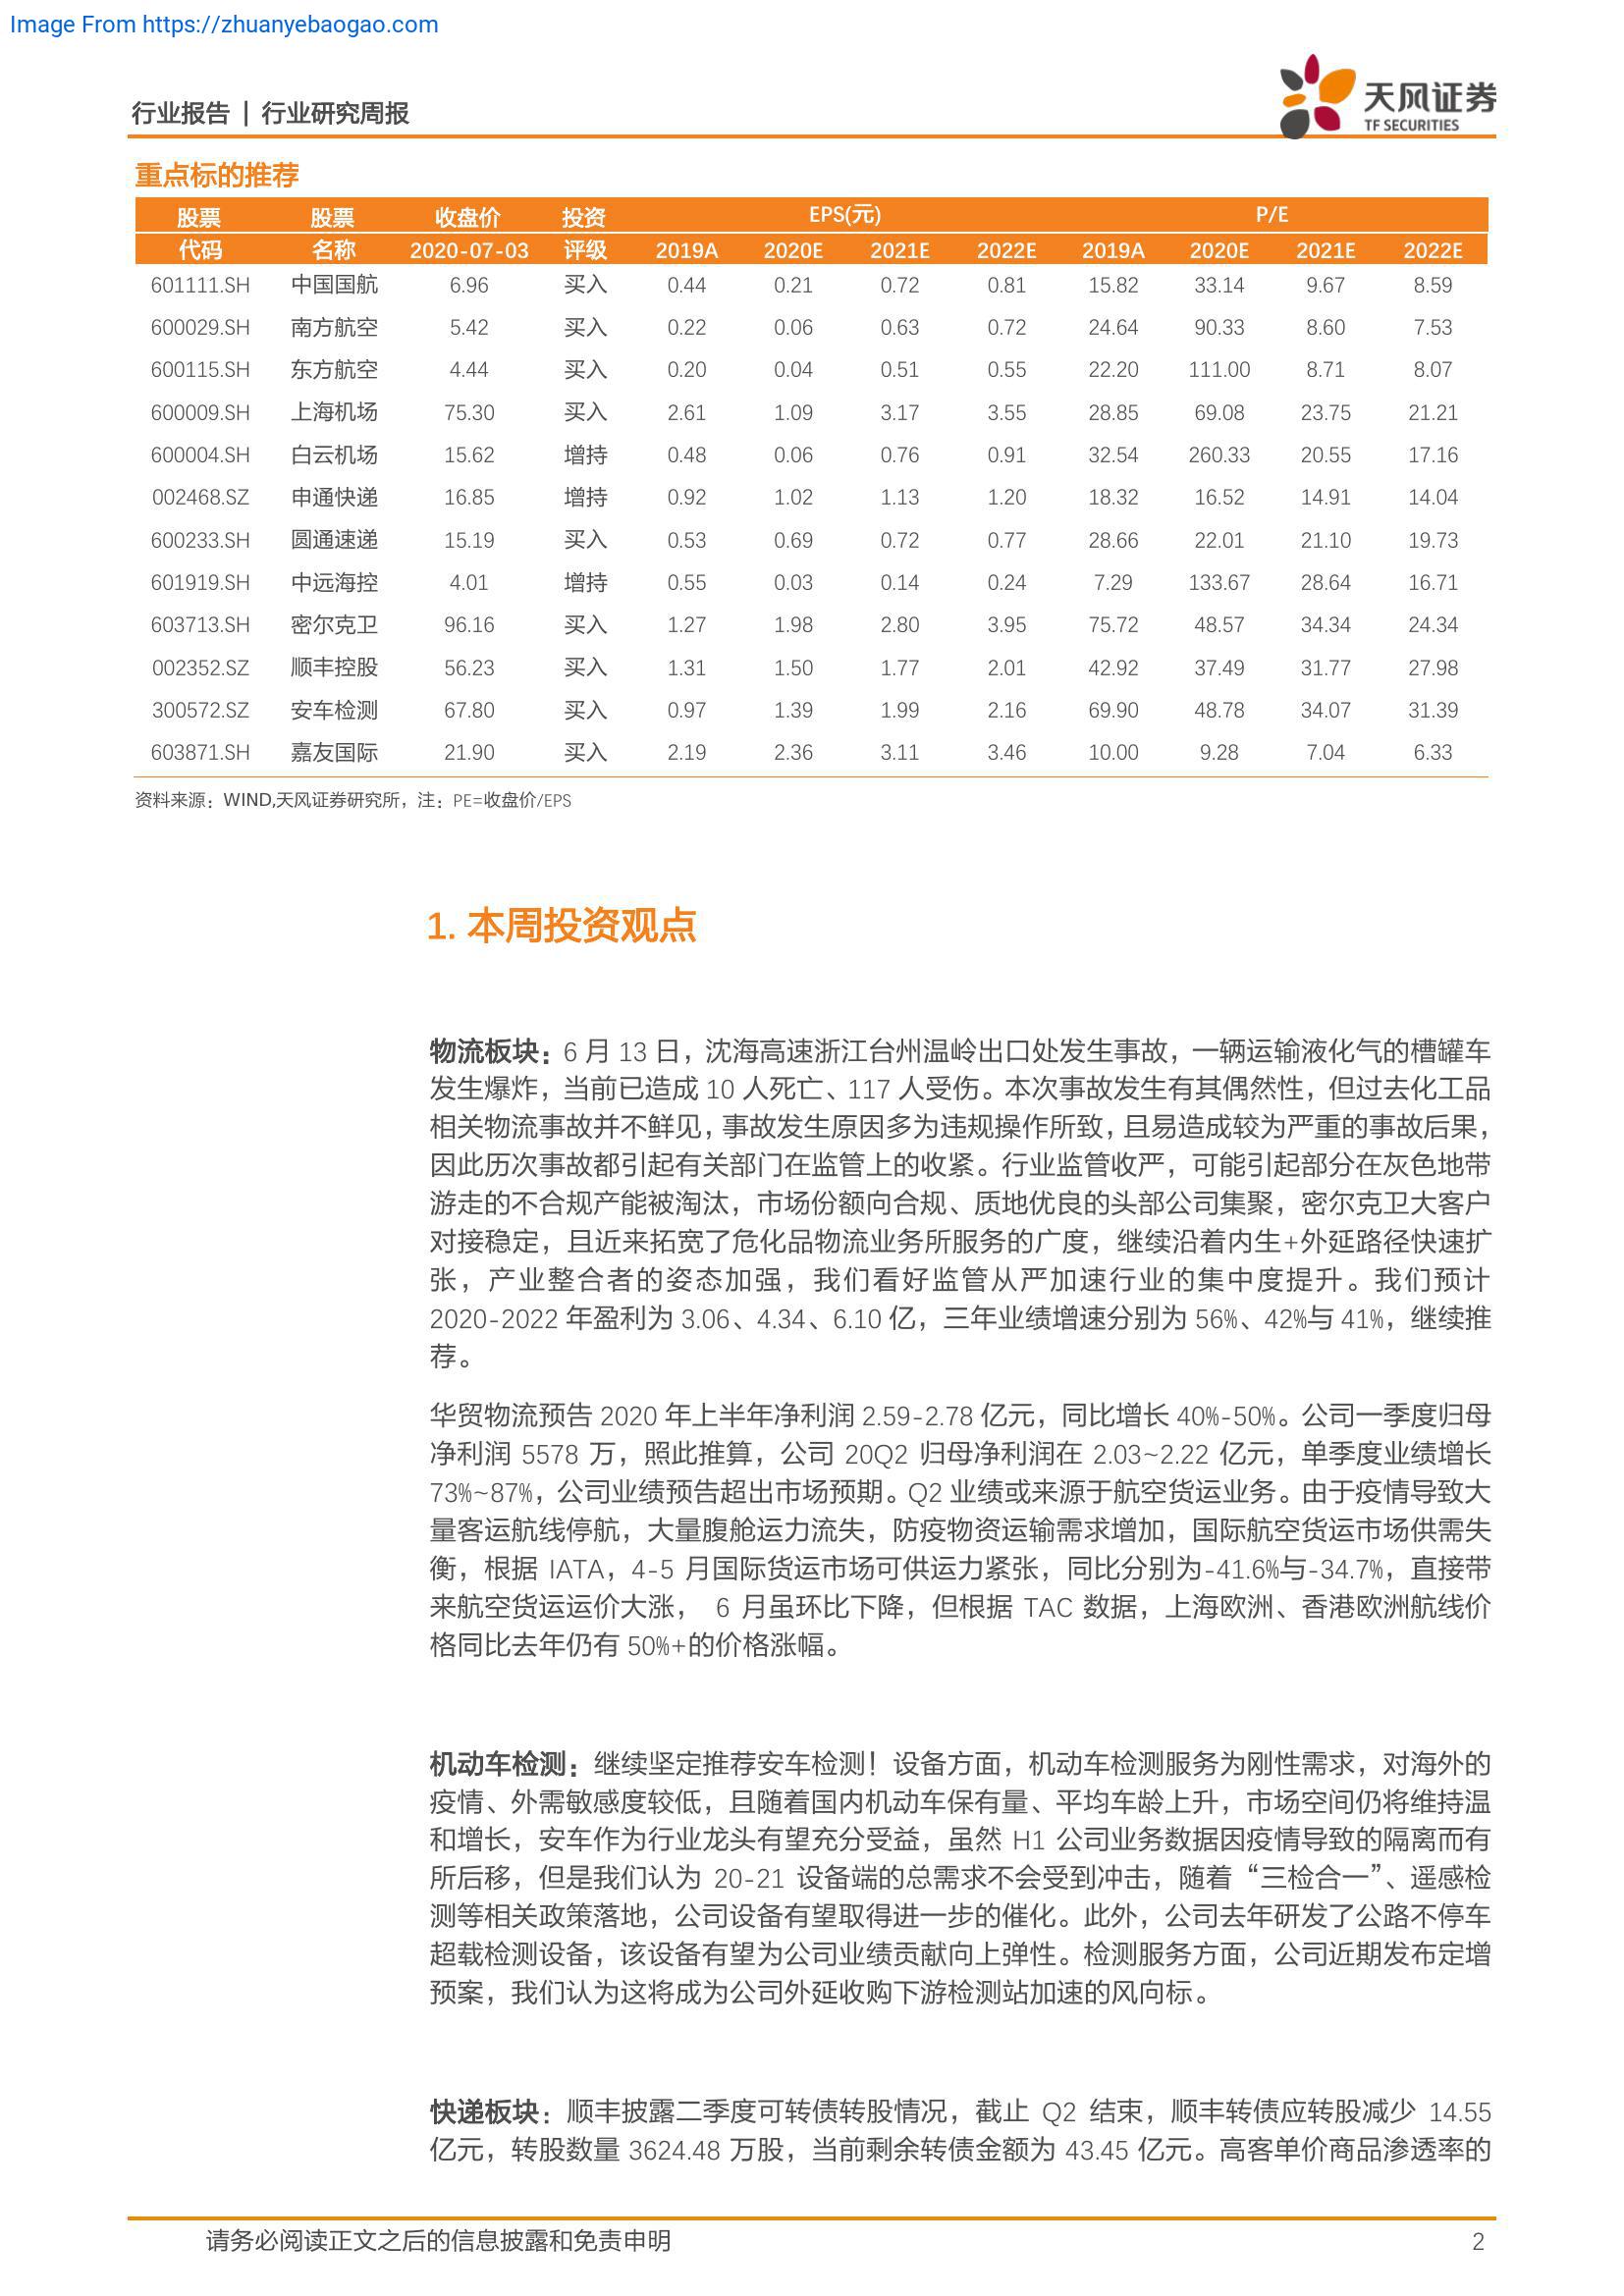 Image From https://zhuanyebaogao.com
行业报告 | 行业研究周报
天风证券
TF SECURITIES
重点标的推荐
股票 股票 收盘价 投资 EPS(元) P/E
代码 名称 2020-07-03 评级 2019A 2020E 2021E 2022E 2019A 2020E 2021E 2022E
601111.SH 中国国航 6.96 买入 0.44 0.21 0.72 0.81 15.82 33.14 9.67 8.59
600029.SH 南方航空 5.42 买入 0.22 0.06 0.63 0.72 24.64 90.33 8.60 7.53
600115.SH 东方航空 4.44 买入 0.20 0.04 0.51 0.55 22.20 111.00 8.71 8.07
600009.SH 上海机场 75.30 买入 2.61 1.09 3.17 3.55 28.85 69.08 23.75 21.21
600004.SH 白云机场 15.62 增持 0.48 0.06 0.76 0.91 32.54 260.33 20.55 17.16
002468.SZ 申通快递 16.85 增持 0.92 1.02 1.13 1.20 18.32 16.52 14.91 14.04
600233.SH 圆通速递 15.19 买入 0.53 0.69 0.72 0.77 28.66 22.01 21.10 19.73
601919.SH 中远海控 4.01 增持 0.55 0.03 0.14 0.24 7.29 133.67 28.64 16.71
603713.SH 密尔克卫 96.16 买入 1.27 1.98 2.80 3.95 75.72 48.57 34.34 24.34
002352.SZ 顺丰控股 56.23 买入 1.31 1.50 1.77 2.01 42.92 37.49 31.77 27.98
300572.SZ 安车检测 67.80 买入 0.97 1.39 1.99 2.16 69.90 48.78 34.07 31.39
603871.SH 嘉友国际 21.90 买入 2.19 2.36 3.11 3.46 10.00 9.28 7.04 6.33
资料来源：WIND,天风证券研究所，注：PE=收盘价/EPS
1. 本周投资观点
物流板块：6 月 13 日，沈海高速浙江台州温岭出口处发生事故，一辆运输液化气的槽罐车
发生爆炸，当前已造成 10 人死亡、117 人受伤。本次事故发生有其偶然性，但过去化工品
相关物流事故并不鲜见，事故发生原因多为违规操作所致，且易造成较为严重的事故后果，
因此历次事故都引起有关部门在监管上的收紧。行业监管收严，可能引起部分在灰色地带
游走的不合规产能被淘汰，市场份额向合规、质地优良的头部公司集聚，密尔克卫大客户
对接稳定，且近来拓宽了危化品物流业务所服务的广度，继续沿着内生+外延路径快速扩
张，产业整合者的姿态加强，我们看好监管从严加速行业的集中度提升。我们预计
2020-2022 年盈利为 3.06、4.34、6.10 亿，三年业绩增速分别为 56%、42%与 41%，继续推
荐。
华贸物流预告 2020 年上半年净利润 2.59-2.78 亿元，同比增长 40%-50%。公司一季度归母
净利润 5578 万，照此推算，公司 20Q2 归母净利润在 2.03~2.22 亿元，单季度业绩增长
73%~87%，公司业绩预告超出市场预期。Q2 业绩或来源于航空货运业务。由于疫情导致大
量客运航线停航，大量腹舱运力流失，防疫物资运输需求增加，国际航空货运市场供需失
衡，根据 IATA，4-5 月国际货运市场可供运力紧张，同比分别为-41.6%与-34.7%，直接带
来航空货运运价大涨， 6 月虽环比下降，但根据 TAC 数据，上海欧洲、香港欧洲航线价
格同比去年仍有 50%+的价格涨幅。
机动车检测：继续坚定推荐安车检测！设备方面，机动车检测服务为刚性需求，对海外的
疫情、外需敏感度较低，且随着国内机动车保有量、平均车龄上升，市场空间仍将维持温
和增长，安车作为行业龙头有望充分受益，虽然 H1 公司业务数据因疫情导致的隔离而有
所后移，但是我们认为 20-21 设备端的总需求不会受到冲击，随着“三检合一”、遥感检
测等相关政策落地，公司设备有望取得进一步的催化。此外，公司去年研发了公路不停车
超载检测设备，该设备有望为公司业绩贡献向上弹性。检测服务方面，公司近期发布定增
预案，我们认为这将成为公司外延收购下游检测站加速的风向标。
快递板块：顺丰披露二季度可转债转股情况，截止 Q2 结束，顺丰转债应转股减少 14.55
亿元，转股数量 3624.48 万股，当前剩余转债金额为 43.45 亿元。高客单价商品渗透率的
请务必阅读正文之后的信息披露和免责申明 2